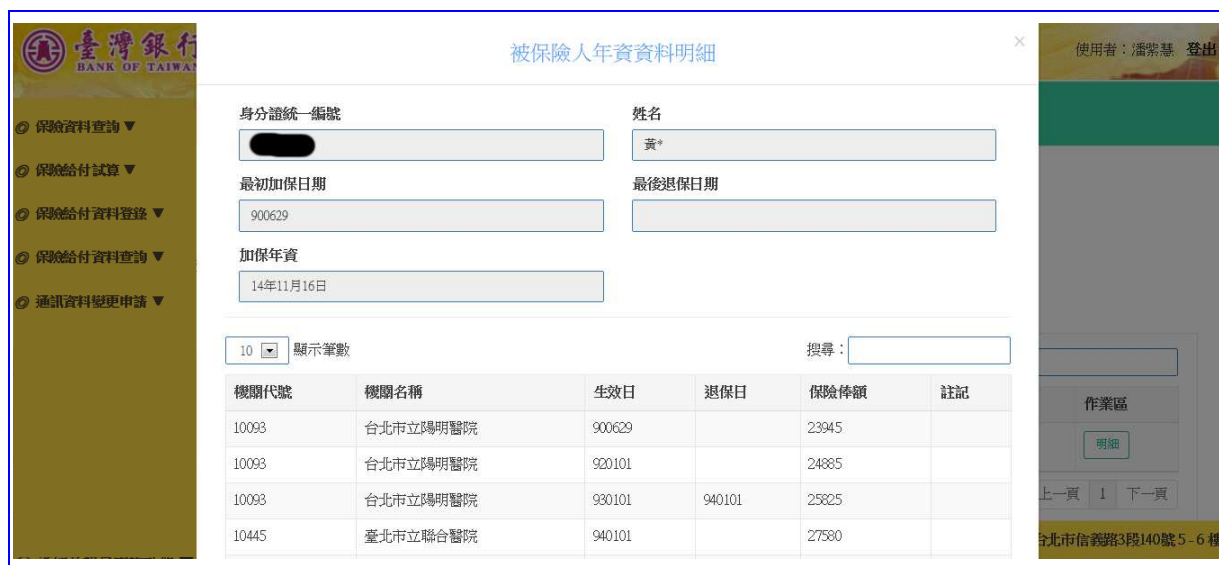 臺灣銀行
BANK OF TAIWAN
使用者：潘紫慧 登出
被保險人年資資料明細
×
保險資料查詢▼
保險給付試算▼
保險給付資料登錄▼
保險給付資料查詢▼
通訊資料變更申請▼
身分證統一編號 姓名
黃*
最初加保日期 最後退保日期
900629
加保年資
14年11月16日
10 顯示筆數 搜尋：
機關代號 機關名稱 生效日 退保日 保險俸額 註記
10093 台北市立陽明醫院 900629 23945
10093 台北市立陽明醫院 920101 24885
10093 台北市立陽明醫院 930101 940101 25825
10445 臺北市立聯合醫院 940101 27580
作業區
明細
上一頁 1 下一頁
台北市信義路3段140號5-6樓